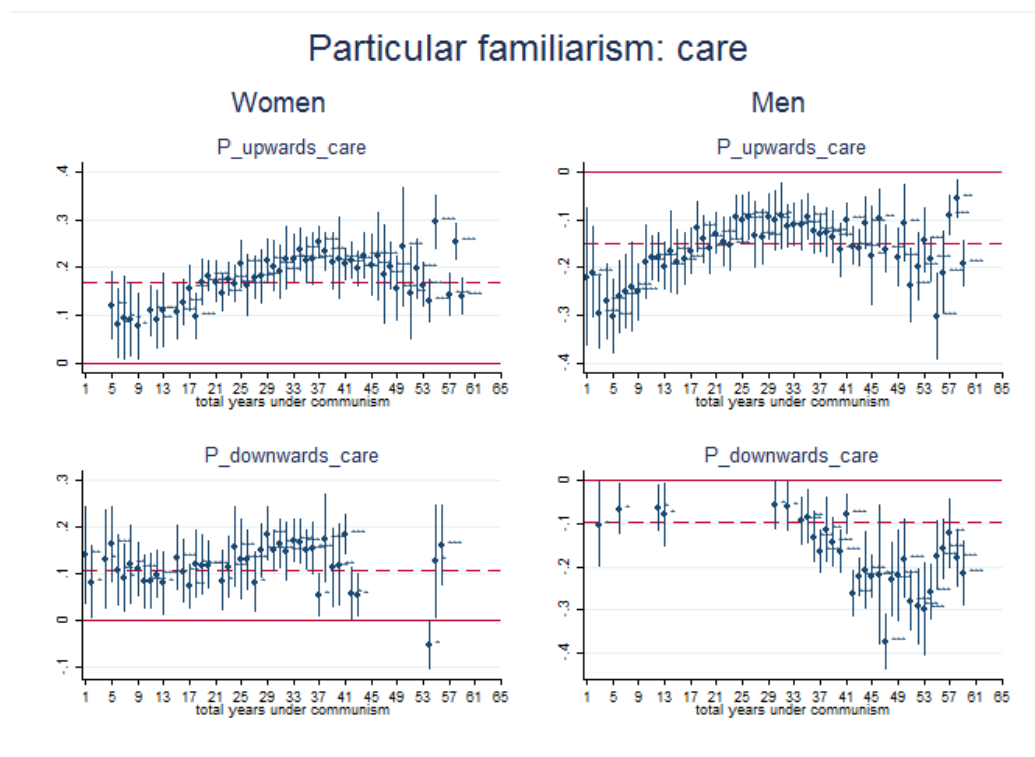 Particular familiarism: care
Women
Men
P_upwards_care
P_upwards_care
.4
.3
.2
.1
0
1 5 9 13 17 21 25 29 33 37 41 45 49 53 57 61 65
total years under communism
0
-.1
-.2
-.3
-.4
1 5 9 13 17 21 25 29 33 37 41 45 49 53 57 61 65
total years under communism
P_downwards_care
P_downwards_care
.3
.2
.1
0
-.1
1 5 9 13 17 21 25 29 33 37 41 45 49 53 57 61 65
total years under communism
0
-.1
-.2
-.3
-.4
1 5 9 13 17 21 25 29 33 37 41 45 49 53 57 61 65
total years under communism